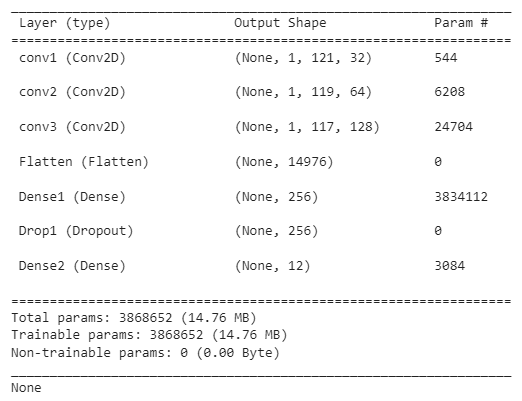 Layer (type) Output Shape Param #
=================================================================
conv1 (Conv2D) (None, 1, 121, 32) 544
conv2 (Conv2D) (None, 1, 119, 64) 6208
conv3 (Conv2D) (None, 1, 117, 128) 24704
Flatten (Flatten) (None, 14976) 0
Dense1 (Dense) (None, 256) 3834112
Drop1 (Dropout) (None, 256) 0
Dense2 (Dense) (None, 12) 3084
=================================================================
Total params: 3868652 (14.76 MB)
Trainable params: 3868652 (14.76 MB)
Non-trainable params: 0 (0.00 Byte)
_________________________________________________________________
None